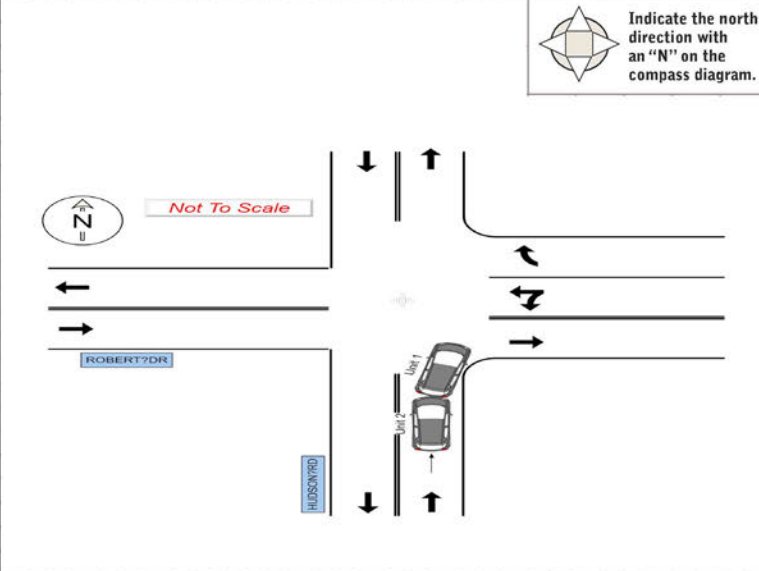 Indicate the north
direction with
an “N” on the
compass diagram.
N
Not To Scale
ROBERT?DR
Unit 1
Unit 2
HUDSON?RD